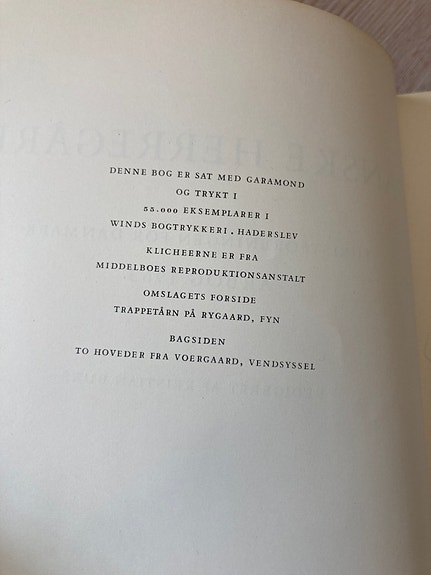 DENNE BOG ER SAT MED GARAMOND
OG TRYKT I
55.000 EKSEMPLARER I
WINDS BOGTRYKKERI . HADERSLEV
KLICHEERNE ER FRA
MIDDELBOES REPRODUKTIONSANSTALT
OMSLAGETS FORSIDE
TRAPPETÅRN PÅ RYGAARD, FYN
BAGSIDEN
TO HOVEDER FRA VOERGAARD, VENDSYSSEL